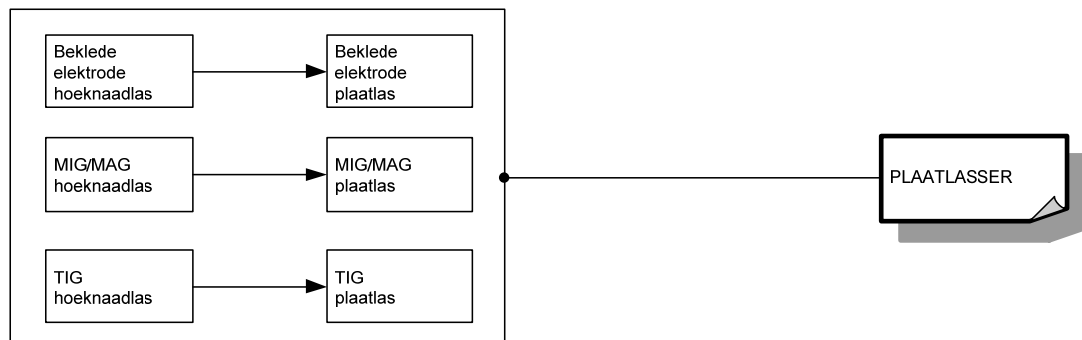 Beklede
elektrode
hoeknaadlas
Beklede
elektrode
plaatlas
MIG/MAG
hoeknaadlas
MIG/MAG
plaatlas
PLAATLASSER
TIG
hoeknaadlas
TIG
plaatlas